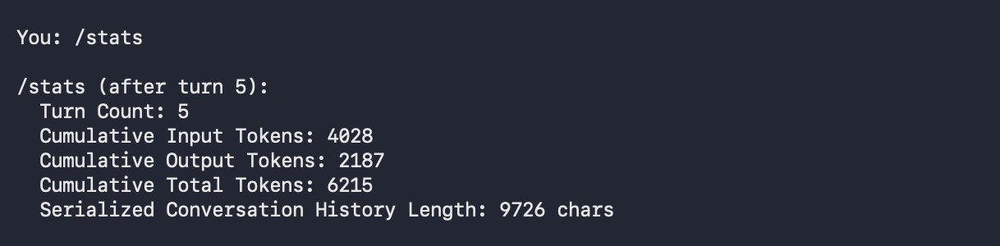 You: /stats
/stats (after turn 5):
Turn Count: 5
Cumulative Input Tokens: 4028
Cumulative Output Tokens: 2187
Cumulative Total Tokens: 6215
Serialized Conversation History Length: 9726 chars